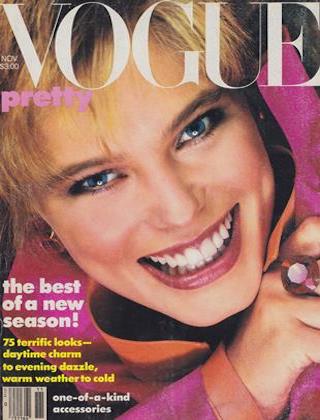 VOGUE
NOV
$3.00
pretty
the best
of a new
season!
75 terrific looks—
daytime charm
to evening dazzle,
warm weather to cold
one-of-a-kind
accessories